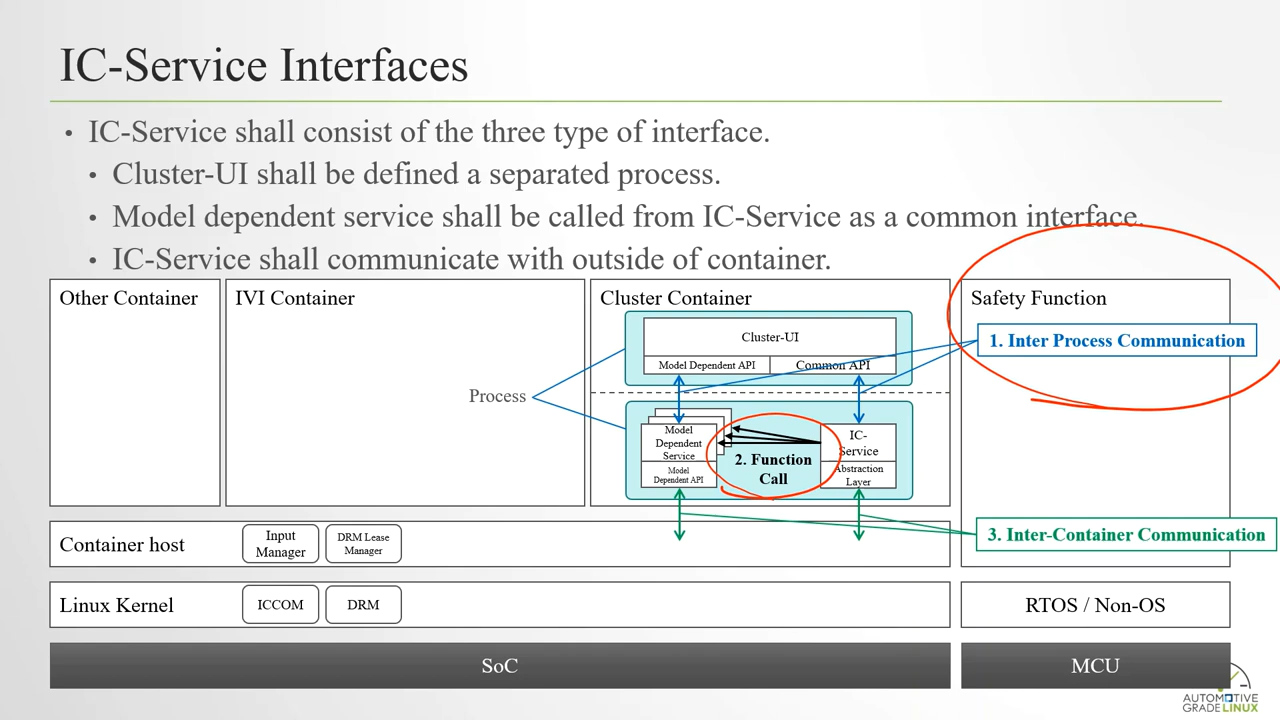 IC-Service Interfaces
• IC-Service shall consist of the three type of interface.
• Cluster-UI shall be defined a separated process.
• Model dependent service shall be called from IC-Service as a common interface.
• IC-Service shall communicate with outside of container.
Other Container
IVI Container
Cluster Container
Safety Function
Cluster-UI
Model Dependent API
Common API
1. Inter Process Communication
Process
Model
Dependent
Service
Model
Dependent API
2. Function
Call
IC-
Service
Abstraction
Layer
3. Inter-Container Communication
Container host
Input
Manager
DRM Lease
Manager
Linux Kernel
ICCOM
DRM
RTOS / Non-OS
SoC
MCU
AUTOMOTIVE
GRADE LINUX